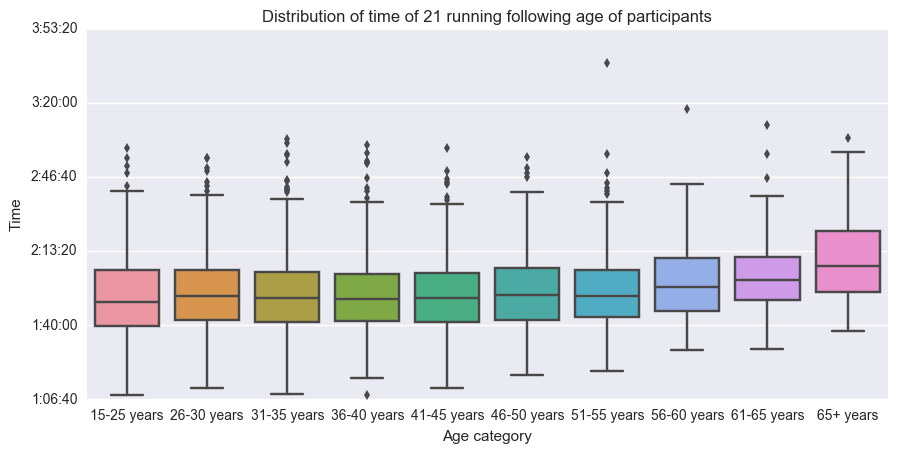 Distribution of time of 21 running following age of participants
3:53:20
3:20:00
2:46:40
2:13:20
1:40:00
1:06:40
Time
15-25 years 26-30 years 31-35 years 36-40 years 41-45 years 46-50 years 51-55 years 56-60 years 61-65 years 65+ years
Age category